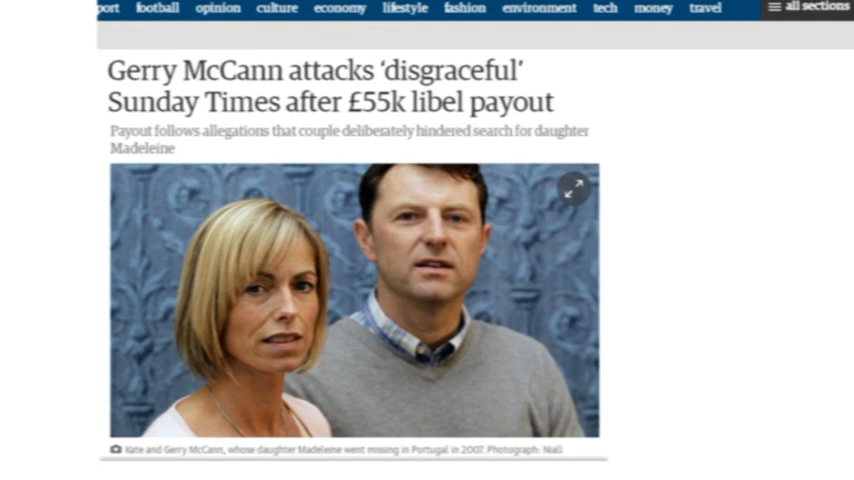 port football opinion culture economy lifestyle fashion environment tech money travel all sections
Gerry McCann attacks ‘disgraceful’
Sunday Times after £55k libel payout
Payout follows allegations that couple deliberately hindered search for daughter
Madeleine
Kate and Gerry McCann, whose daughter Madeleine went missing in Portugal in 2007. Photograph: Niall